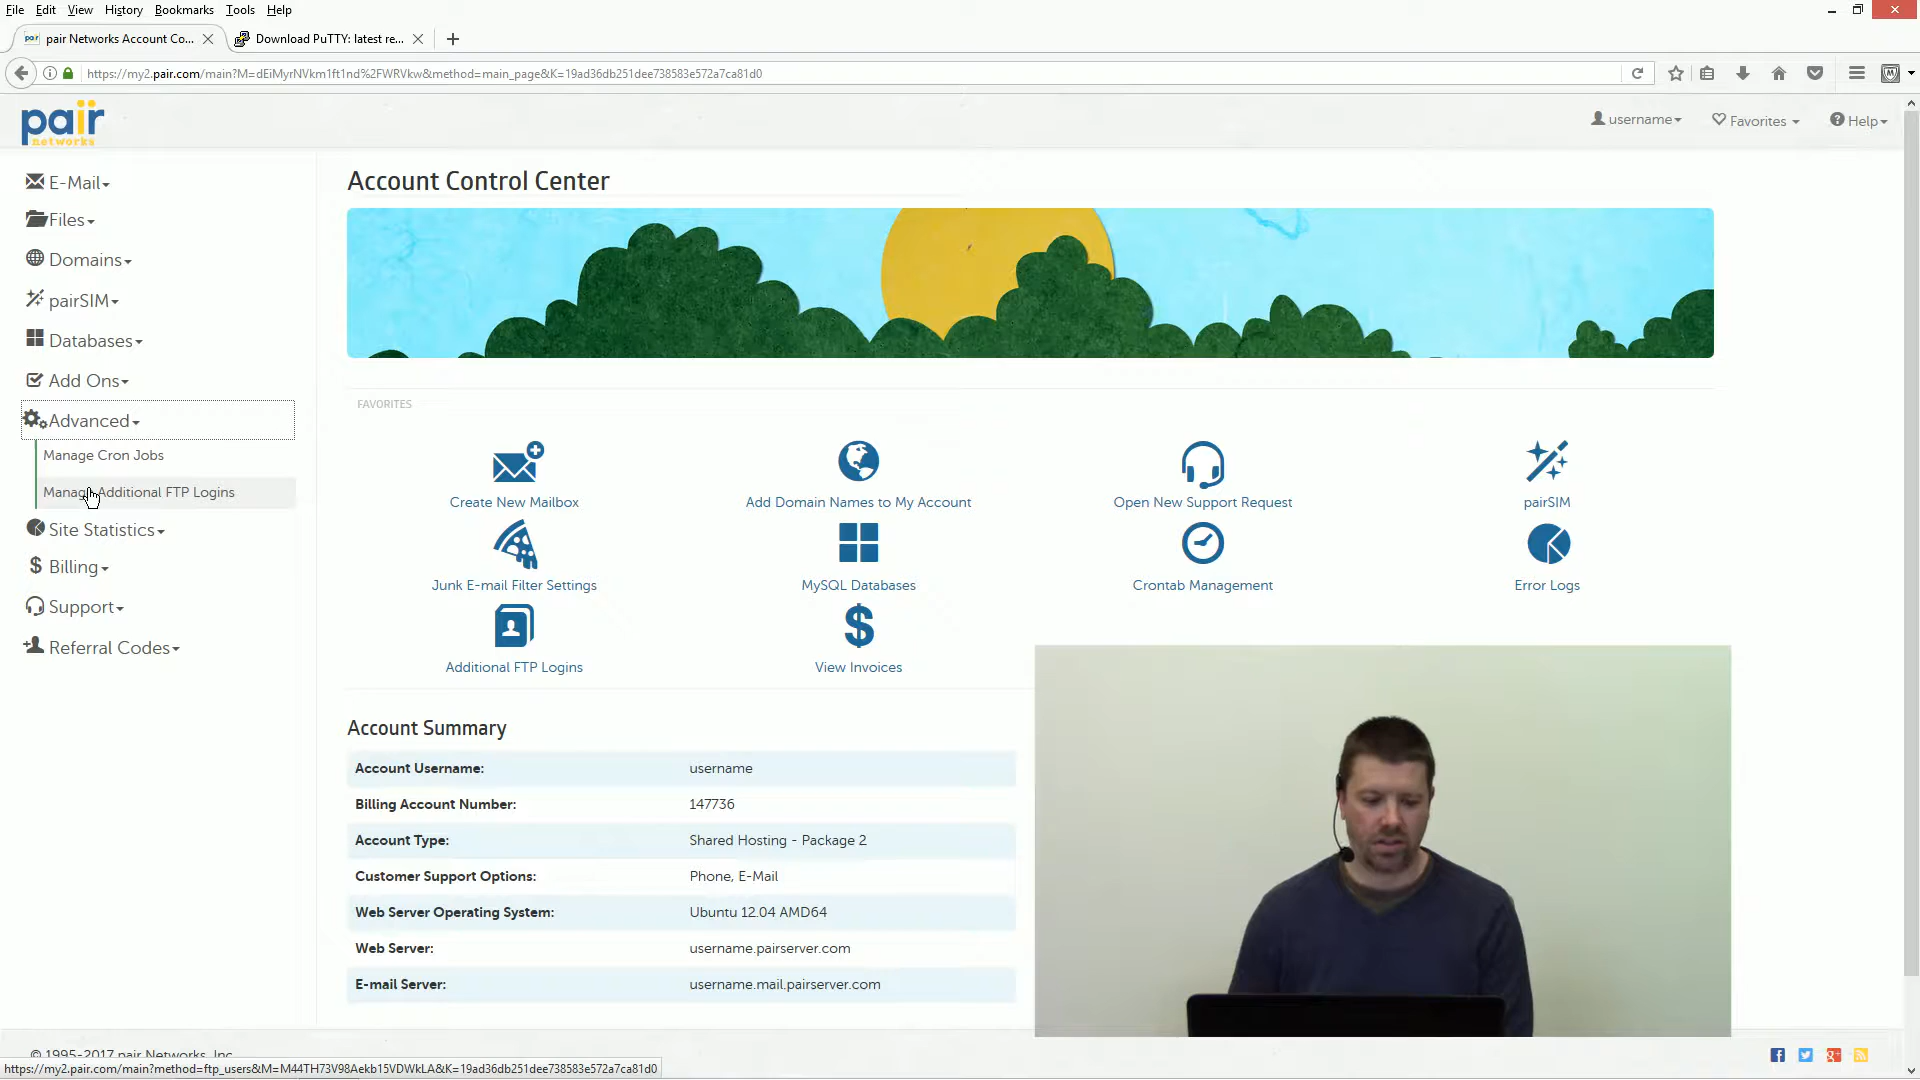 File Edit View History Bookmarks Tools Help
pair Networks Account Co... Download PuTTY: latest re...
https://my2.pair.com/main?M=dEiMyrNVkm1ft1nd%2FWRVkw&method=main_page&K=19ad36db251dee738583e572a7ca81d0
pair
networks
username Favorites Help
E-Mail
Files
Domains
pairSIM
Databases
Add Ons
Advanced
Manage Cron Jobs
Manage Additional FTP Logins
Site Statistics
Billing
Support
Referral Codes
Account Control Center
FAVORITES
Create New Mailbox
Add Domain Names to My Account
Open New Support Request
pairSIM
Junk E-mail Filter Settings
MySQL Databases
Crontab Management
Error Logs
Additional FTP Logins
View Invoices
Account Summary
Account Username: username
Billing Account Number: 147736
Account Type: Shared Hosting - Package 2
Customer Support Options: Phone, E-Mail
Web Server Operating System: Ubuntu 12.04 AMD64
Web Server: username.pairserver.com
E-mail Server: username.mail.pairserver.com
© 1995-2017 pair Networks, Inc.
https://my2.pair.com/main?method=ftp_users&M=M44TH73V98Aekb15VDWkLA&K=19ad36db251dee738583e572a7ca81d0